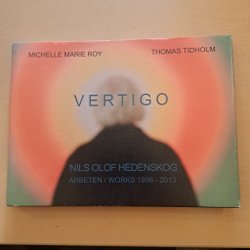 MICHELLE MARIE ROY THOMAS TIDHOLM
VERTIGO
NILS OLOF HEDENSKOG
ARBETEN / WORKS 1996 - 2013